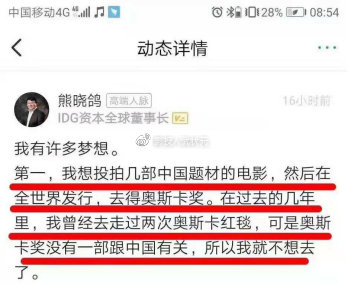 中国移动4G 28% 08:54
动态详情
熊晓鸽 高端人脉 16小时前
IDG资本全球董事长
我有许多梦想。
第一，我想投拍几部中国题材的电影，然后在
全世界发行，去得奥斯卡奖。在过去的几年
里，我曾经去走过两次奥斯卡红毯，可是奥斯
卡奖没有一部跟中国有关，所以我就不想去
了。